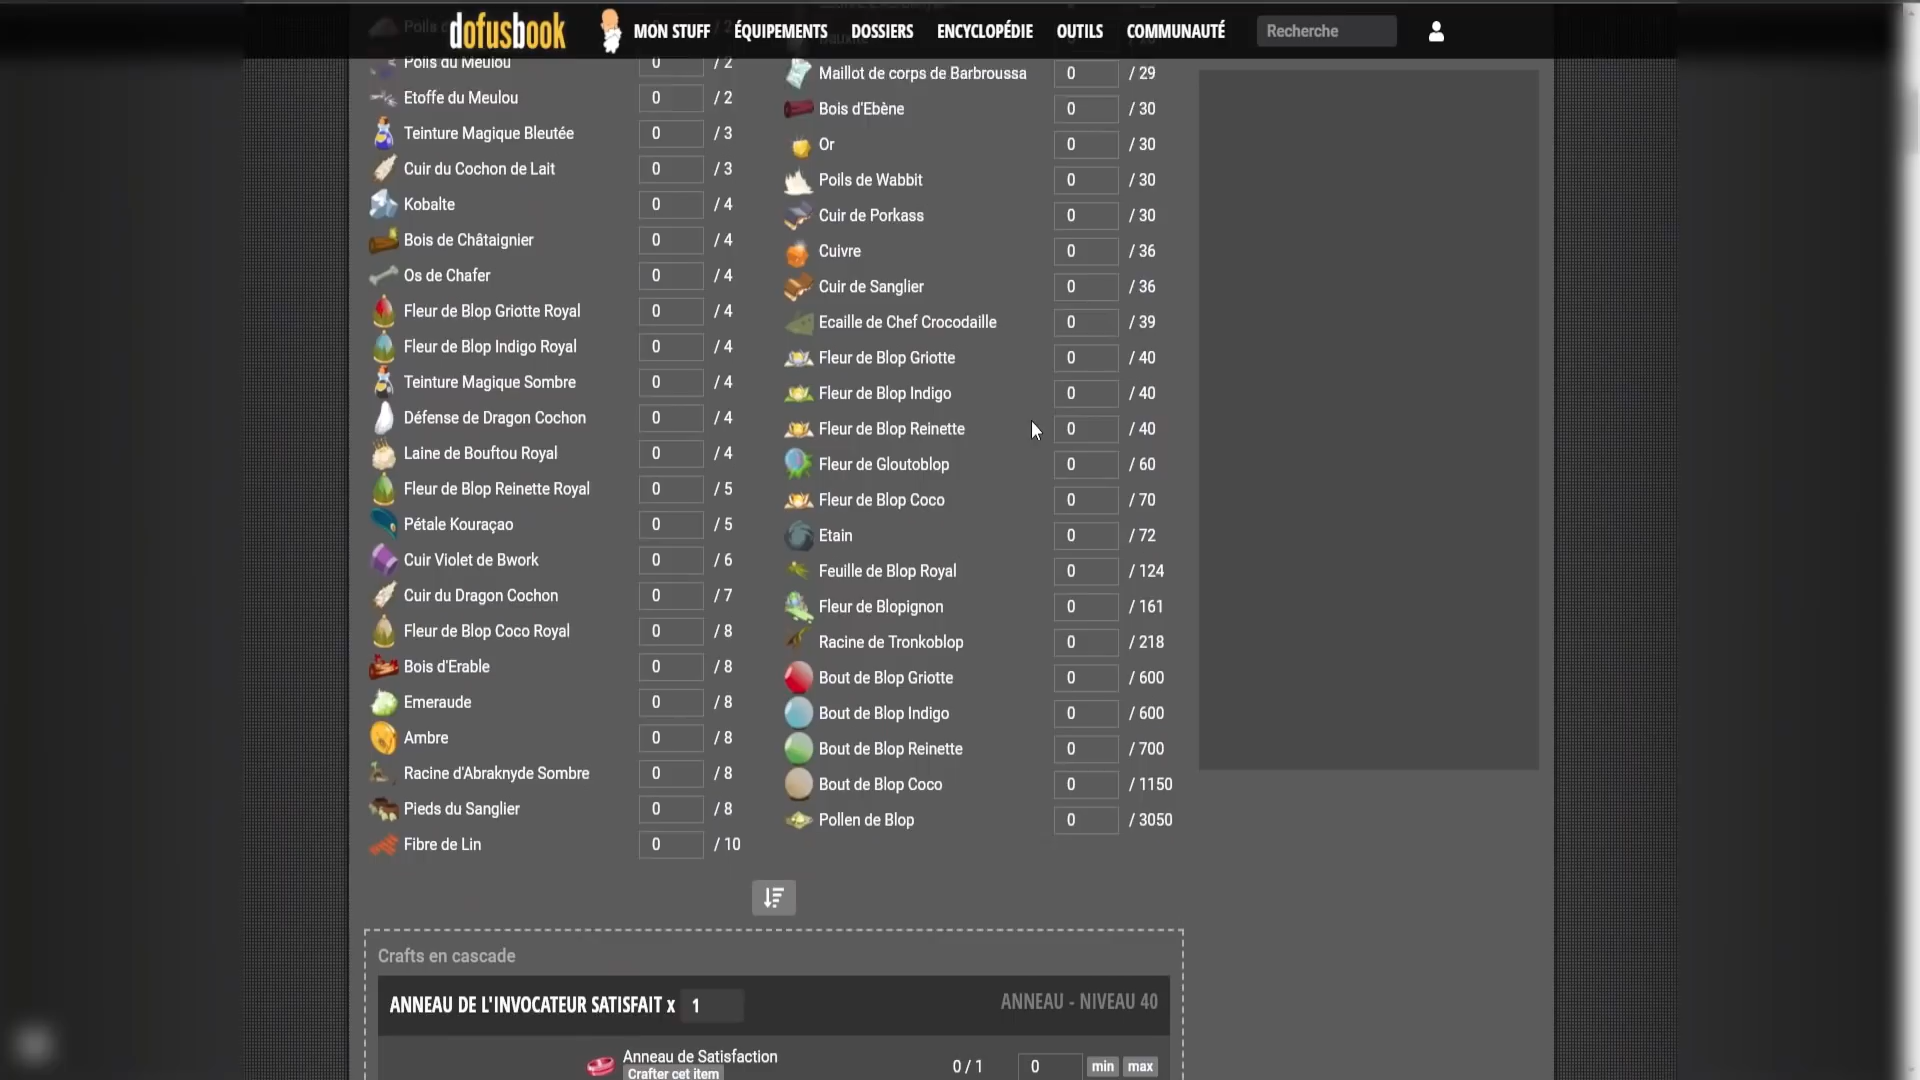 dofusbook MON STUFF ÉQUIPEMENTS DOSSIERS ENCYCLOPÉDIE OUTILS COMMUNAUTÉ Recherche
Poils du Meulou 0 / 2
Etoffe du Meulou 0 / 2
Teinture Magique Bleutée 0 / 3
Cuir du Cochon de Lait 0 / 3
Kobalte 0 / 4
Bois de Châtaignier 0 / 4
Os de Chafer 0 / 4
Fleur de Blop Griotte Royal 0 / 4
Fleur de Blop Indigo Royal 0 / 4
Teinture Magique Sombre 0 / 4
Défense de Dragon Cochon 0 / 4
Laine de Bouftou Royal 0 / 4
Fleur de Blop Reinette Royal 0 / 5
Pétale Kouraçao 0 / 5
Cuir Violet de Bwork 0 / 6
Cuir du Dragon Cochon 0 / 7
Fleur de Blop Coco Royal 0 / 8
Bois d'Erable 0 / 8
Emeraude 0 / 8
Ambre 0 / 8
Racine d'Abraknyde Sombre 0 / 8
Pieds du Sanglier 0 / 8
Fibre de Lin 0 / 10
Maillot de corps de Barbroussa 0 / 29
Bois d'Ebène 0 / 30
Or 0 / 30
Poils de Wabbit 0 / 30
Cuir de Porkass 0 / 30
Cuivre 0 / 36
Cuir de Sanglier 0 / 36
Ecaille de Chef Crocodaille 0 / 39
Fleur de Blop Griotte 0 / 40
Fleur de Blop Indigo 0 / 40
Fleur de Blop Reinette 0 / 40
Fleur de Gloutoblop 0 / 60
Fleur de Blop Coco 0 / 70
Etain 0 / 72
Feuille de Blop Royal 0 / 124
Fleur de Blopignon 0 / 161
Racine de Tronkoblop 0 / 218
Bout de Blop Griotte 0 / 600
Bout de Blop Indigo 0 / 600
Bout de Blop Reinette 0 / 700
Bout de Blop Coco 0 / 1150
Pollen de Blop 0 / 3050
Crafts en cascade
ANNEAU DE L'INVOCATEUR SATISFAIT x 1 ANNEAU - NIVEAU 40
Anneau de Satisfaction 0 / 1 0 min max
Crafter cet item